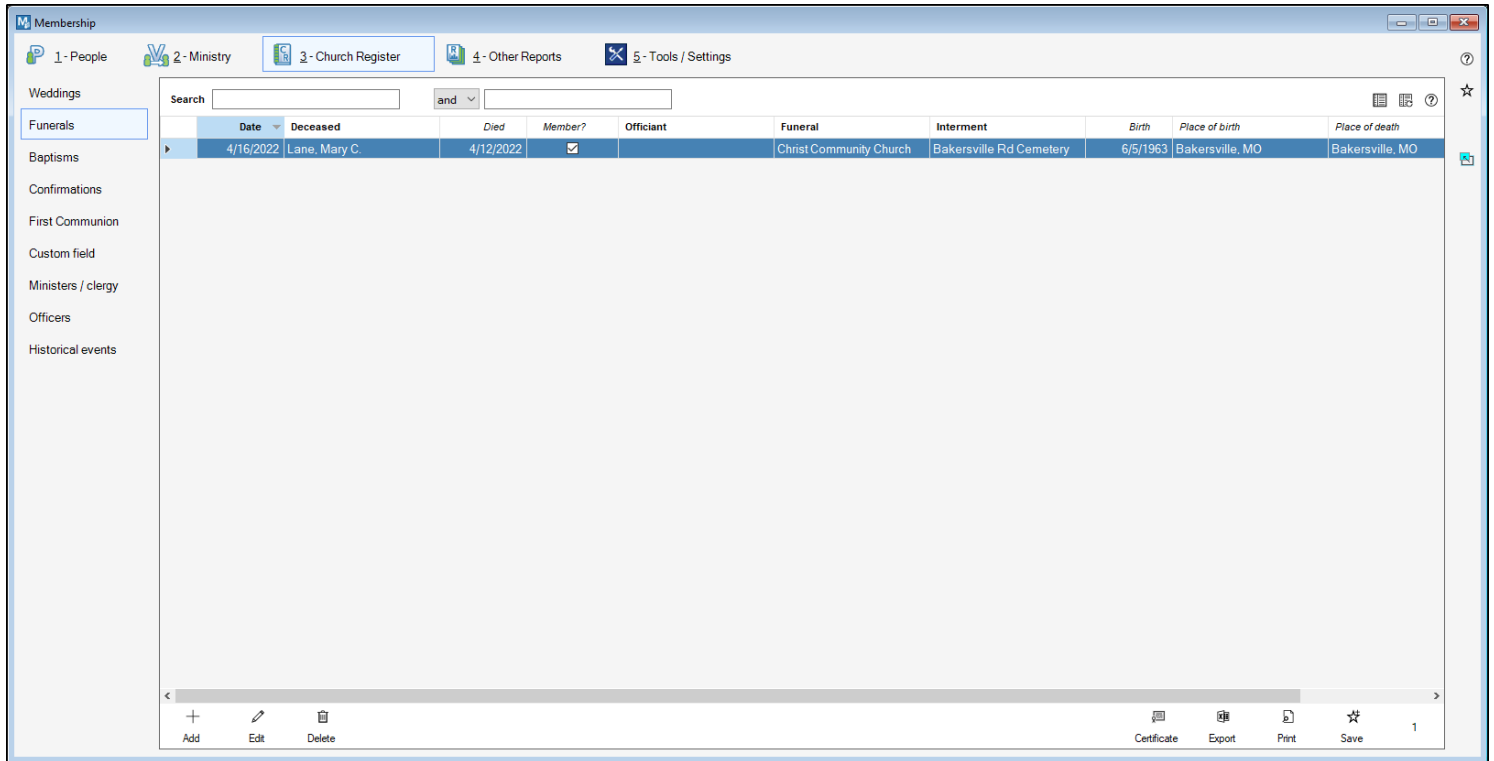 Membership
1 - People 2 - Ministry 3 - Church Register 4 - Other Reports 5 - Tools / Settings
Weddings
Funerals
Baptisms
Confirmations
First Communion
Custom field
Ministers / clergy
Officers
Historical events
Search and
Date Deceased Died Member? Officiant Funeral Interment Birth Place of birth Place of death
4/16/2022 Lane, Mary C. 4/12/2022 Christ Community Church Bakersville Rd Cemetery 6/5/1963 Bakersville, MO Bakersville, MO
Add Edit Delete Certificate Export Print Save 1